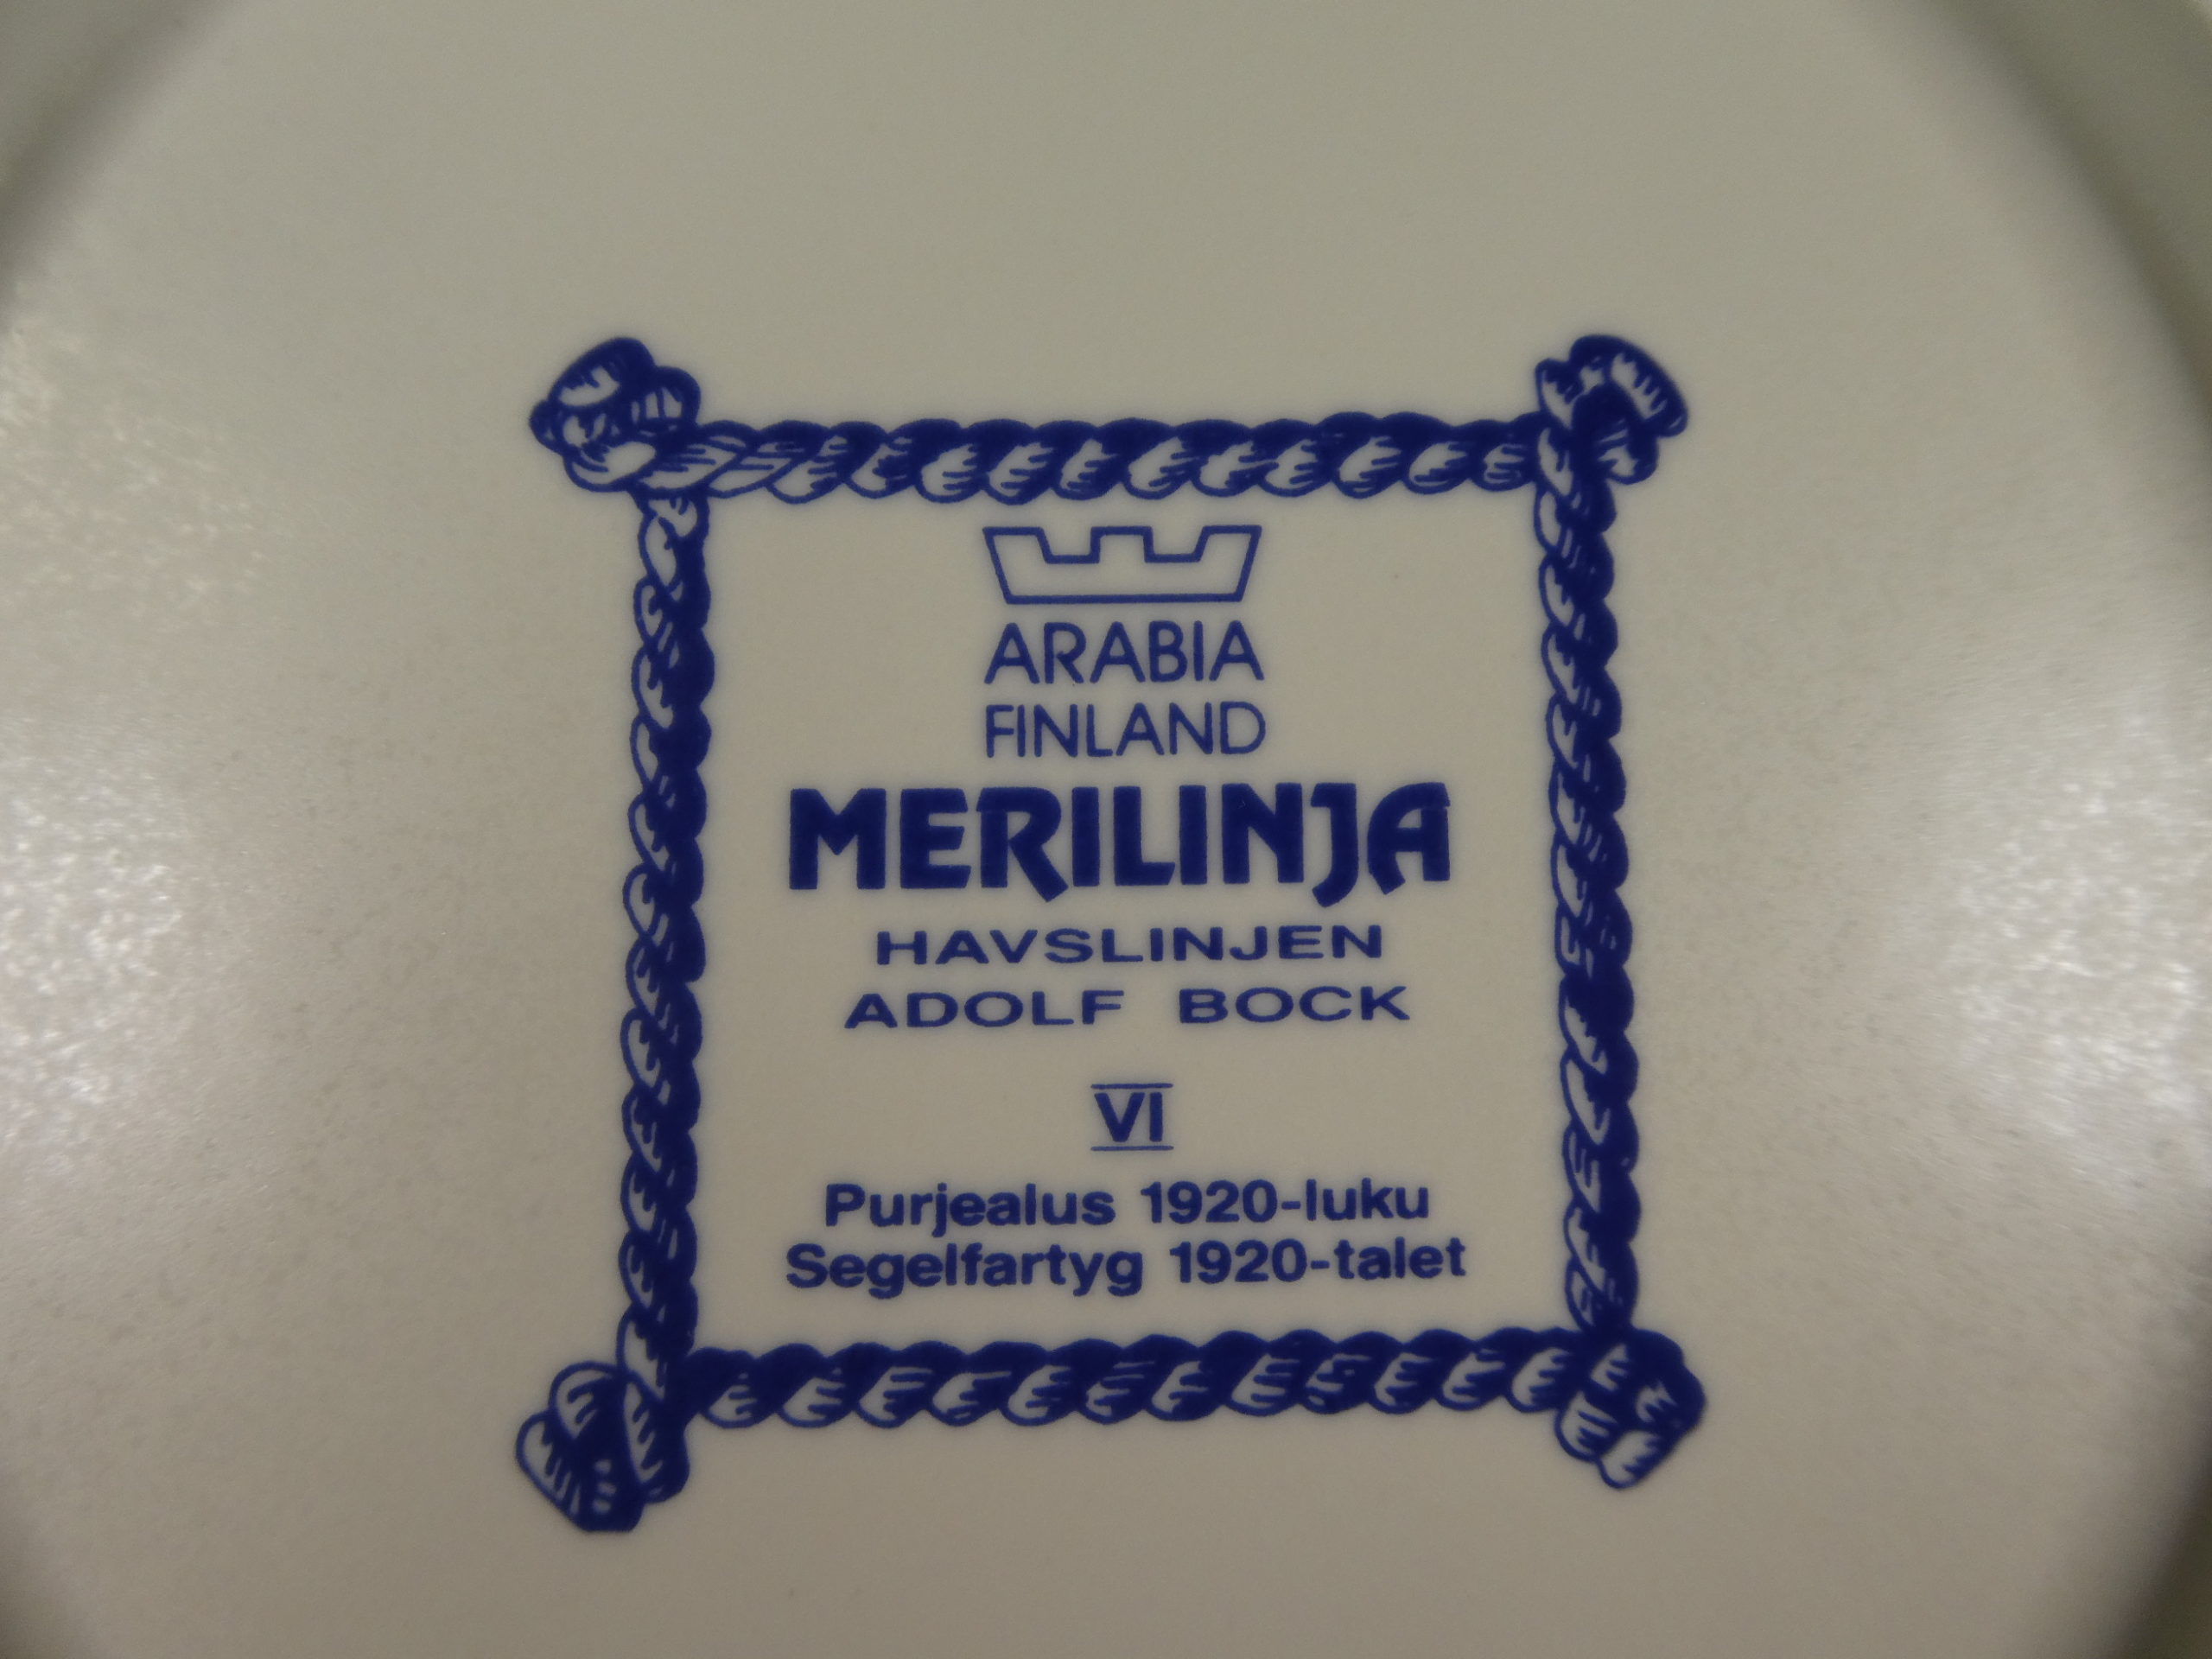 ARABIA
FINLAND
MERILINJA
HAVSLINJEN
ADOLF BOCK
VI
Purjealus 1920-luku
Segelfartyg 1920-talet